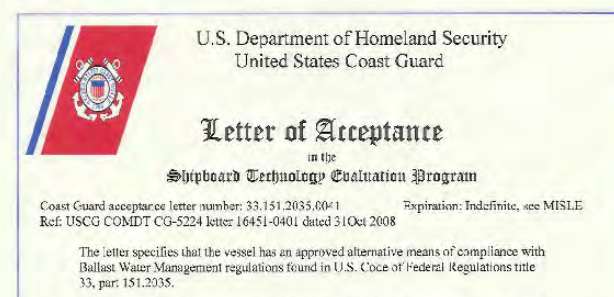 U.S. Department of Homeland Security
United States Coast Guard
Letter of Acceptance
in the
Shipboard Technology Evaluation Program
Coast Guard acceptance letter number: 33.151.2035.0041 Expiration: Indefinite, see MISLE
Ref: USCG COMDT CG-5224 letter 16451-0401 dated 31Oct 2008
The letter specifies that the vessel has an approved alternative means of compliance with
Ballast Water Management regulations found in U.S. Code of Federal Regulations title
33, part 151.2035.